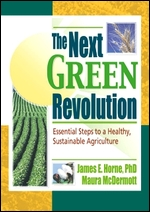 The Next
GREEN
Revolution
Essential Steps to a Healthy,
Sustainable Agriculture
James E. Horne, PhD
Maura McDermott